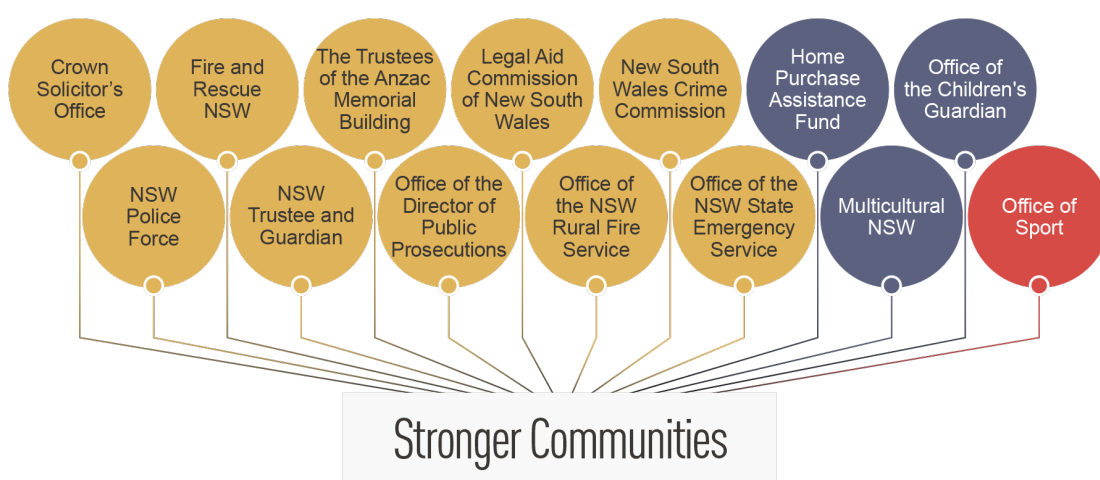 Crown
Solicitor's
Office
Fire and
Rescue
NSW
The Trustees
of the Anzac
Memorial
Building
Legal Aid
Commission
of New South
Wales
New South
Wales Crime
Commission
Home
Purchase
Assistance
Fund
Office of
the Children's
Guardian
NSW
Police
Force
NSW
Trustee and
Guardian
Office of the
Director of
Public
Prosecutions
Office of
the NSW
Rural Fire
Service
Office of the
NSW State
Emergency
Service
Multicultural
NSW
Office of
Sport
Stronger Communities